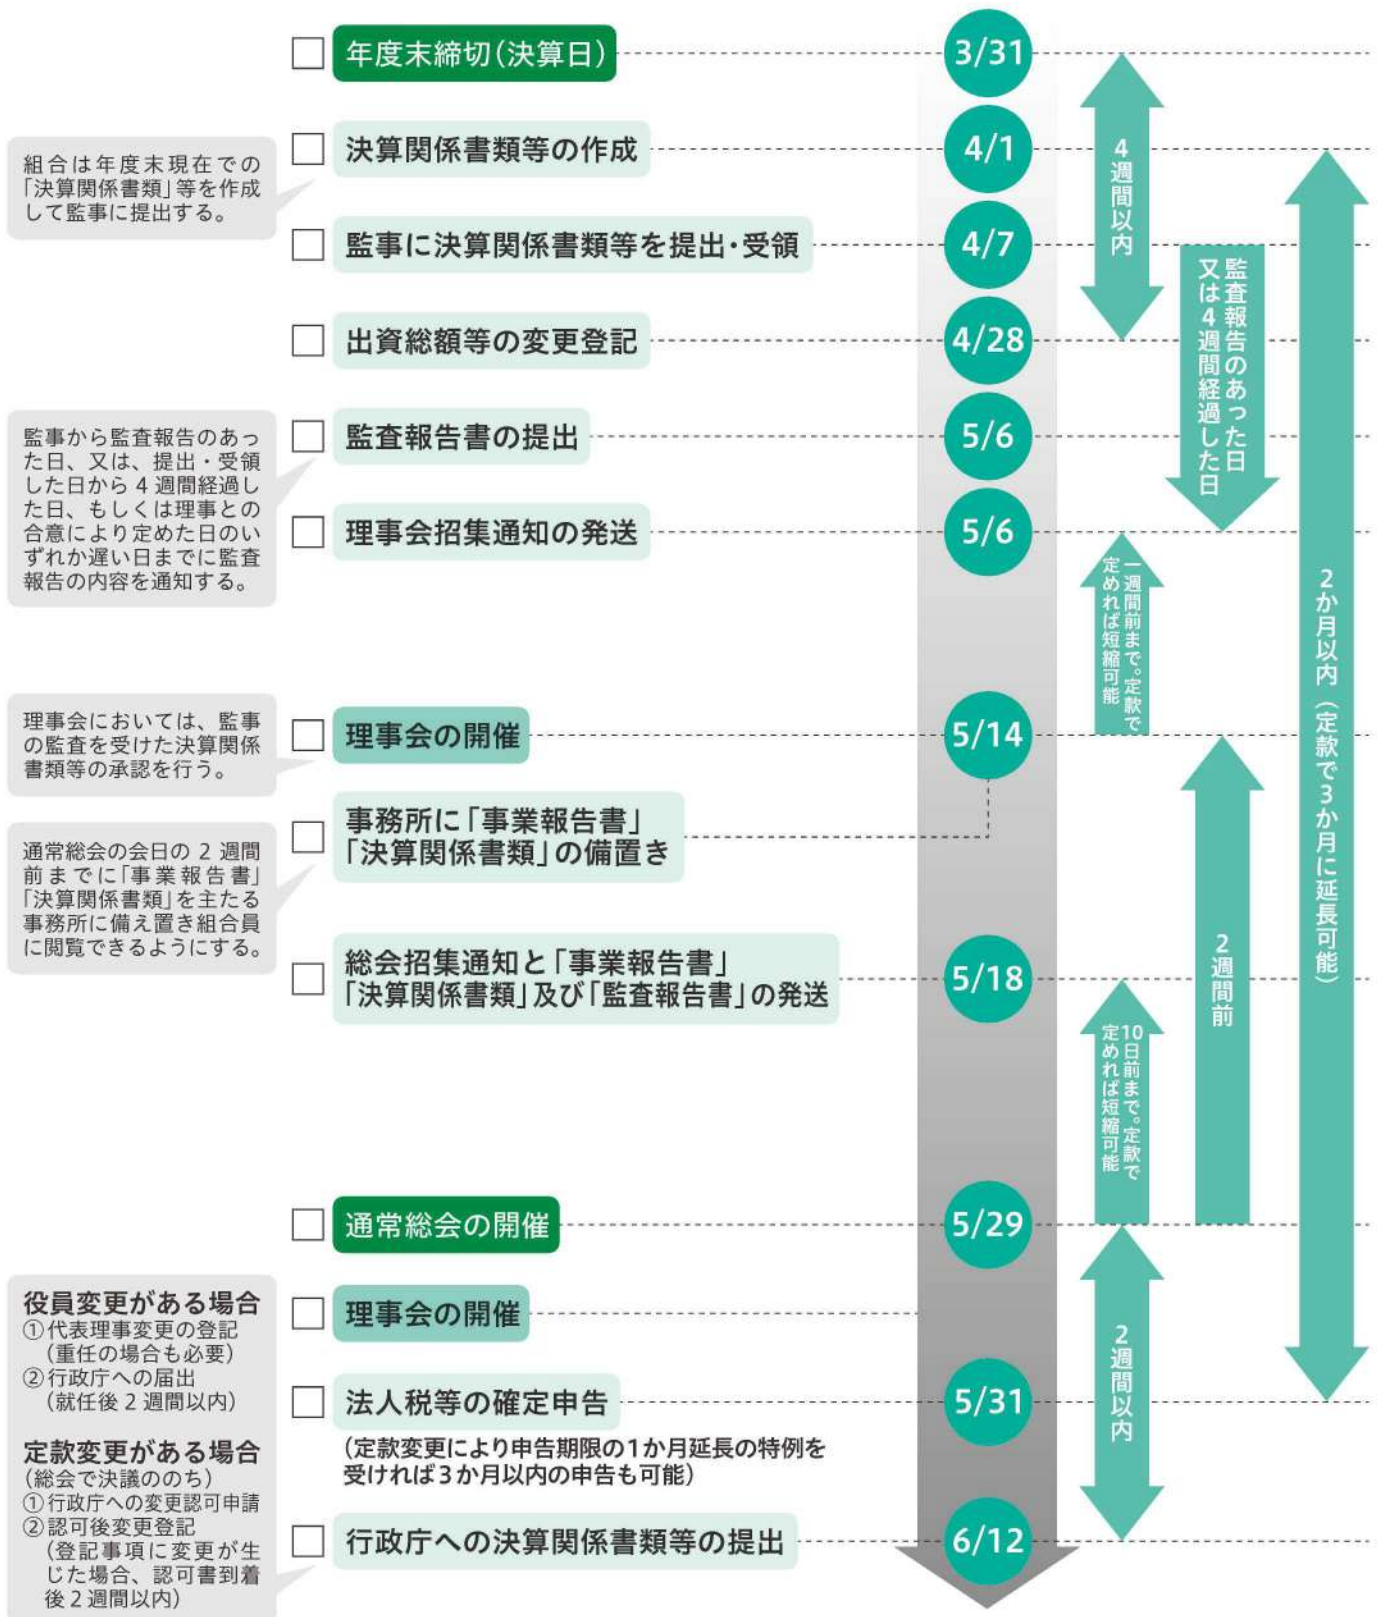 年度末締切(決算日)
3/31
決算関係書類等の作成
4/1
組合は年度末現在での
「決算関係書類」等を作成
して監事に提出する。
監事に決算関係書類等を提出・受領
4/7
4週間以内
出資総額等の変更登記
4/28
監査報告のあった日
又は4週間経過した日
監査報告書の提出
5/6
監事から監査報告のあっ
た日、又は、提出・受領
した日から 4 週間経過し
た日、もしくは理事との
合意により定めた日のい
ずれか遅い日までに監査
報告の内容を通知する。
理事会招集通知の発送
5/6
一週間前まで。定款で
定めれば短縮可能
2か月以内(定款で3か月に延長可能)
理事会においては、監事
の監査を受けた決算関係
書類等の承認を行う。
理事会の開催
5/14
事務所に「事業報告書」
「決算関係書類」の備置き
通常総会の会日の 2 週間
前までに「事業報告書」
「決算関係書類」を主たる
事務所に備え置き組合員
に閲覧できるようにする。
総会招集通知と「事業報告書」
「決算関係書類」及び「監査報告書」の発送
5/18
2週間前
10日前まで。定款で
定めれば短縮可能
通常総会の開催
5/29
理事会の開催
役員変更がある場合
①代表理事変更の登記
(重任の場合も必要)
②行政庁への届出
(就任後 2 週間以内)
2週間以内
法人税等の確定申告
5/31
(定款変更により申告期限の1か月延長の特例を
受ければ3か月以内の申告も可能)
定款変更がある場合
(総会で決議ののち)
①行政庁への変更認可申請
②認可後変更登記
(登記事項に変更が生
じた場合、認可書到着
後 2 週間以内)
行政庁への決算関係書類等の提出
6/12